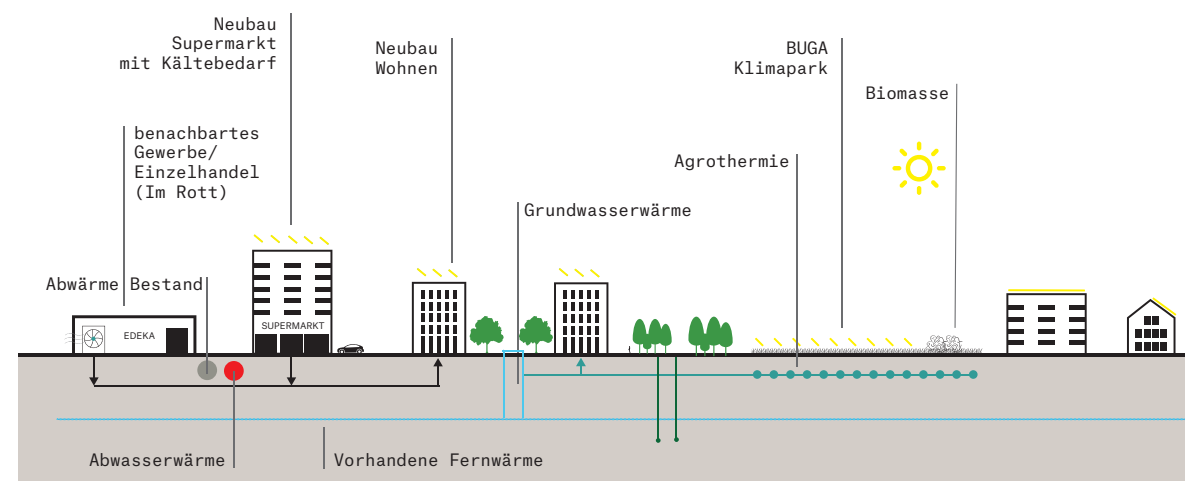 Neubau
Supermarkt
mit Kältebedarf
Neubau
Wohnen
BUGA
Klimapark
Biomasse
benachbartes
Gewerbe/
Einzelhandel
(Im Rott)
Agrothermie
Grundwasserwärme
Abwärme Bestand
SUPERMARKT
EDEKA
Abwasserwärme
Vorhandene Fernwärme